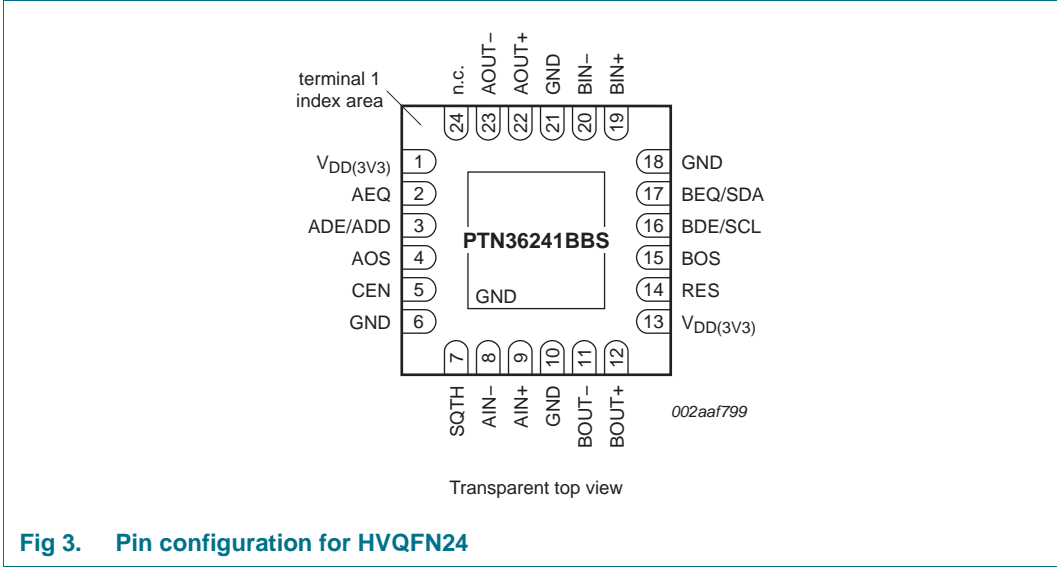 n.c.
AOUT−
AOUT+
GND
BIN−
BIN+
terminal 1
index area
24
23
22
21
20
19
VDD(3V3) 1
18 GND
AEQ 2
17 BEQ/SDA
ADE/ADD 3
16 BDE/SCL
PTN36241BBS
AOS 4
15 BOS
CEN 5
14 RES
GND
GND 6
13 VDD(3V3)
7
8
9
10
11
12
SQTH
AIN−
AIN+
GND
BOUT−
BOUT+
002aaf799
Transparent top view
Fig 3. Pin configuration for HVQFN24